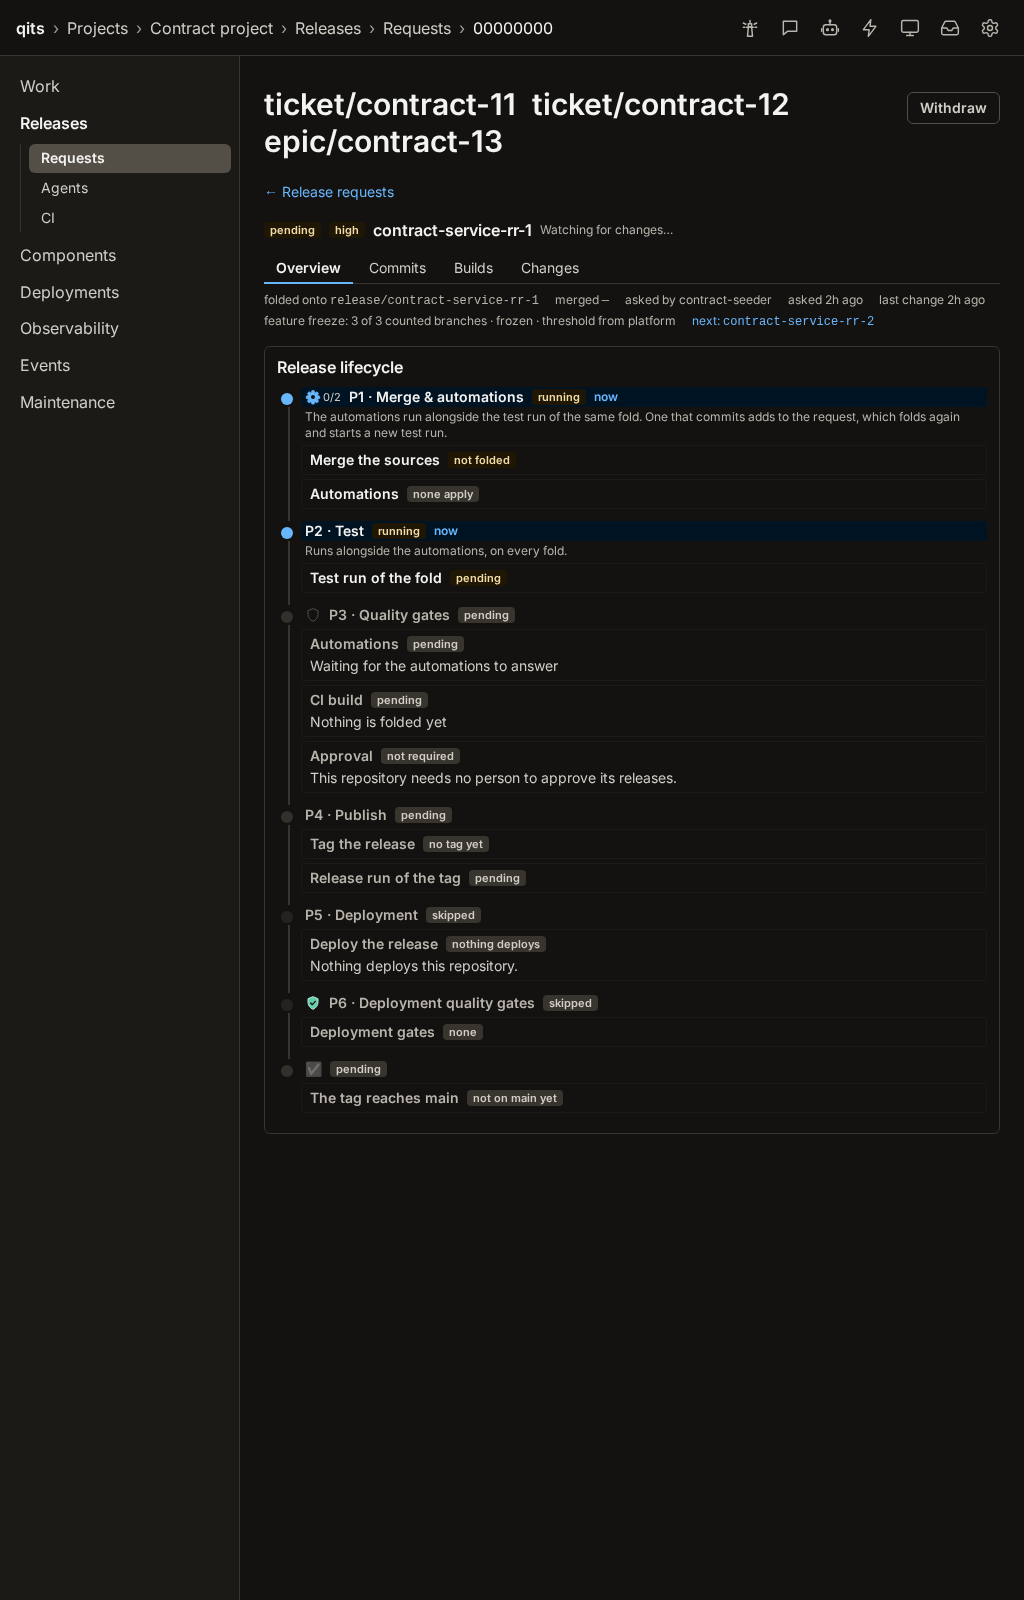 qits › Projects › Contract project › Releases › Requests › 00000000
Work
Releases
Requests
Agents
CI
Components
Deployments
Observability
Events
Maintenance
ticket/contract-11 ticket/contract-12
epic/contract-13
Withdraw
← Release requests
pending high contract-service-rr-1 Watching for changes…
Overview Commits Builds Changes
folded onto release/contract-service-rr-1 merged — asked by contract-seeder asked 2h ago last change 2h ago
feature freeze: 3 of 3 counted branches · frozen · threshold from platform next: contract-service-rr-2
Release lifecycle
0/2 P1 · Merge & automations running now
The automations run alongside the test run of the same fold. One that commits adds to the request, which folds again
and starts a new test run.
Merge the sources not folded
Automations none apply
P2 · Test running now
Runs alongside the automations, on every fold.
Test run of the fold pending
P3 · Quality gates pending
Automations pending
Waiting for the automations to answer
CI build pending
Nothing is folded yet
Approval not required
This repository needs no person to approve its releases.
P4 · Publish pending
Tag the release no tag yet
Release run of the tag pending
P5 · Deployment skipped
Deploy the release nothing deploys
Nothing deploys this repository.
P6 · Deployment quality gates skipped
Deployment gates none
pending
The tag reaches main not on main yet